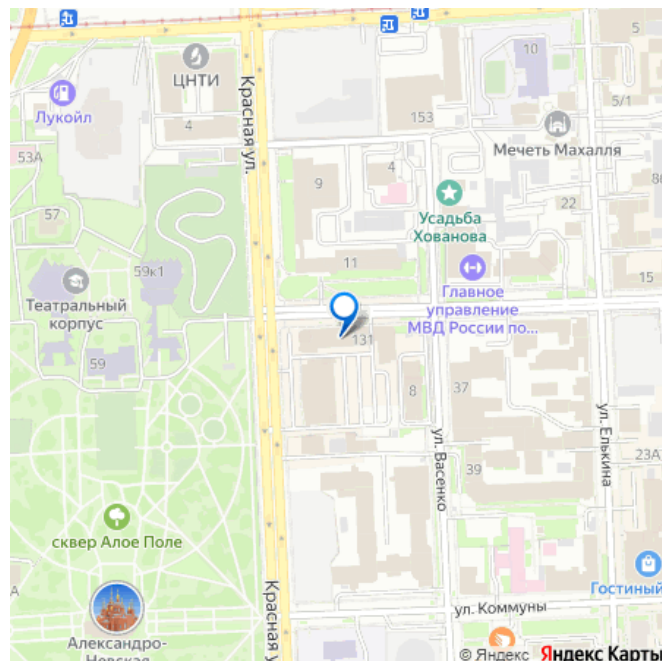 ЦНТИ
Лукойл
4
Красная ул.
10
5
5/1
153
Мечеть Махалля
53А
9
4
57
22
Усадьба
Хованова
59к1
11
15
Театральный
корпус
Главное
управление
МВД России по...
131
59
8
37
ул. Васенко
ул. Елькина
39
23А
сквер Алое Поле
Гостиный
ул. Коммуны
Красная у
Александро-
Невская
© Яндекс Яндекс Карты